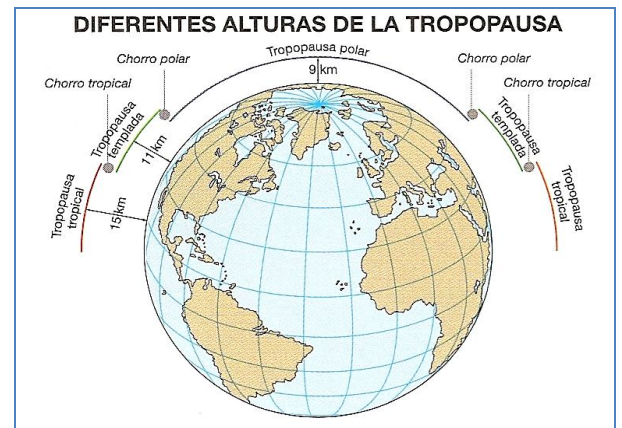 DIFERENTES ALTURAS DE LA TROPOPAUSA
Tropopausa polar
9 km
Chorro polar
Chorro tropical
Tropopausa
templada
11 km
Tropopausa
tropical
15 km
Chorro polar
Chorro tropical
Tropopausa
templada
Tropopausa
tropical